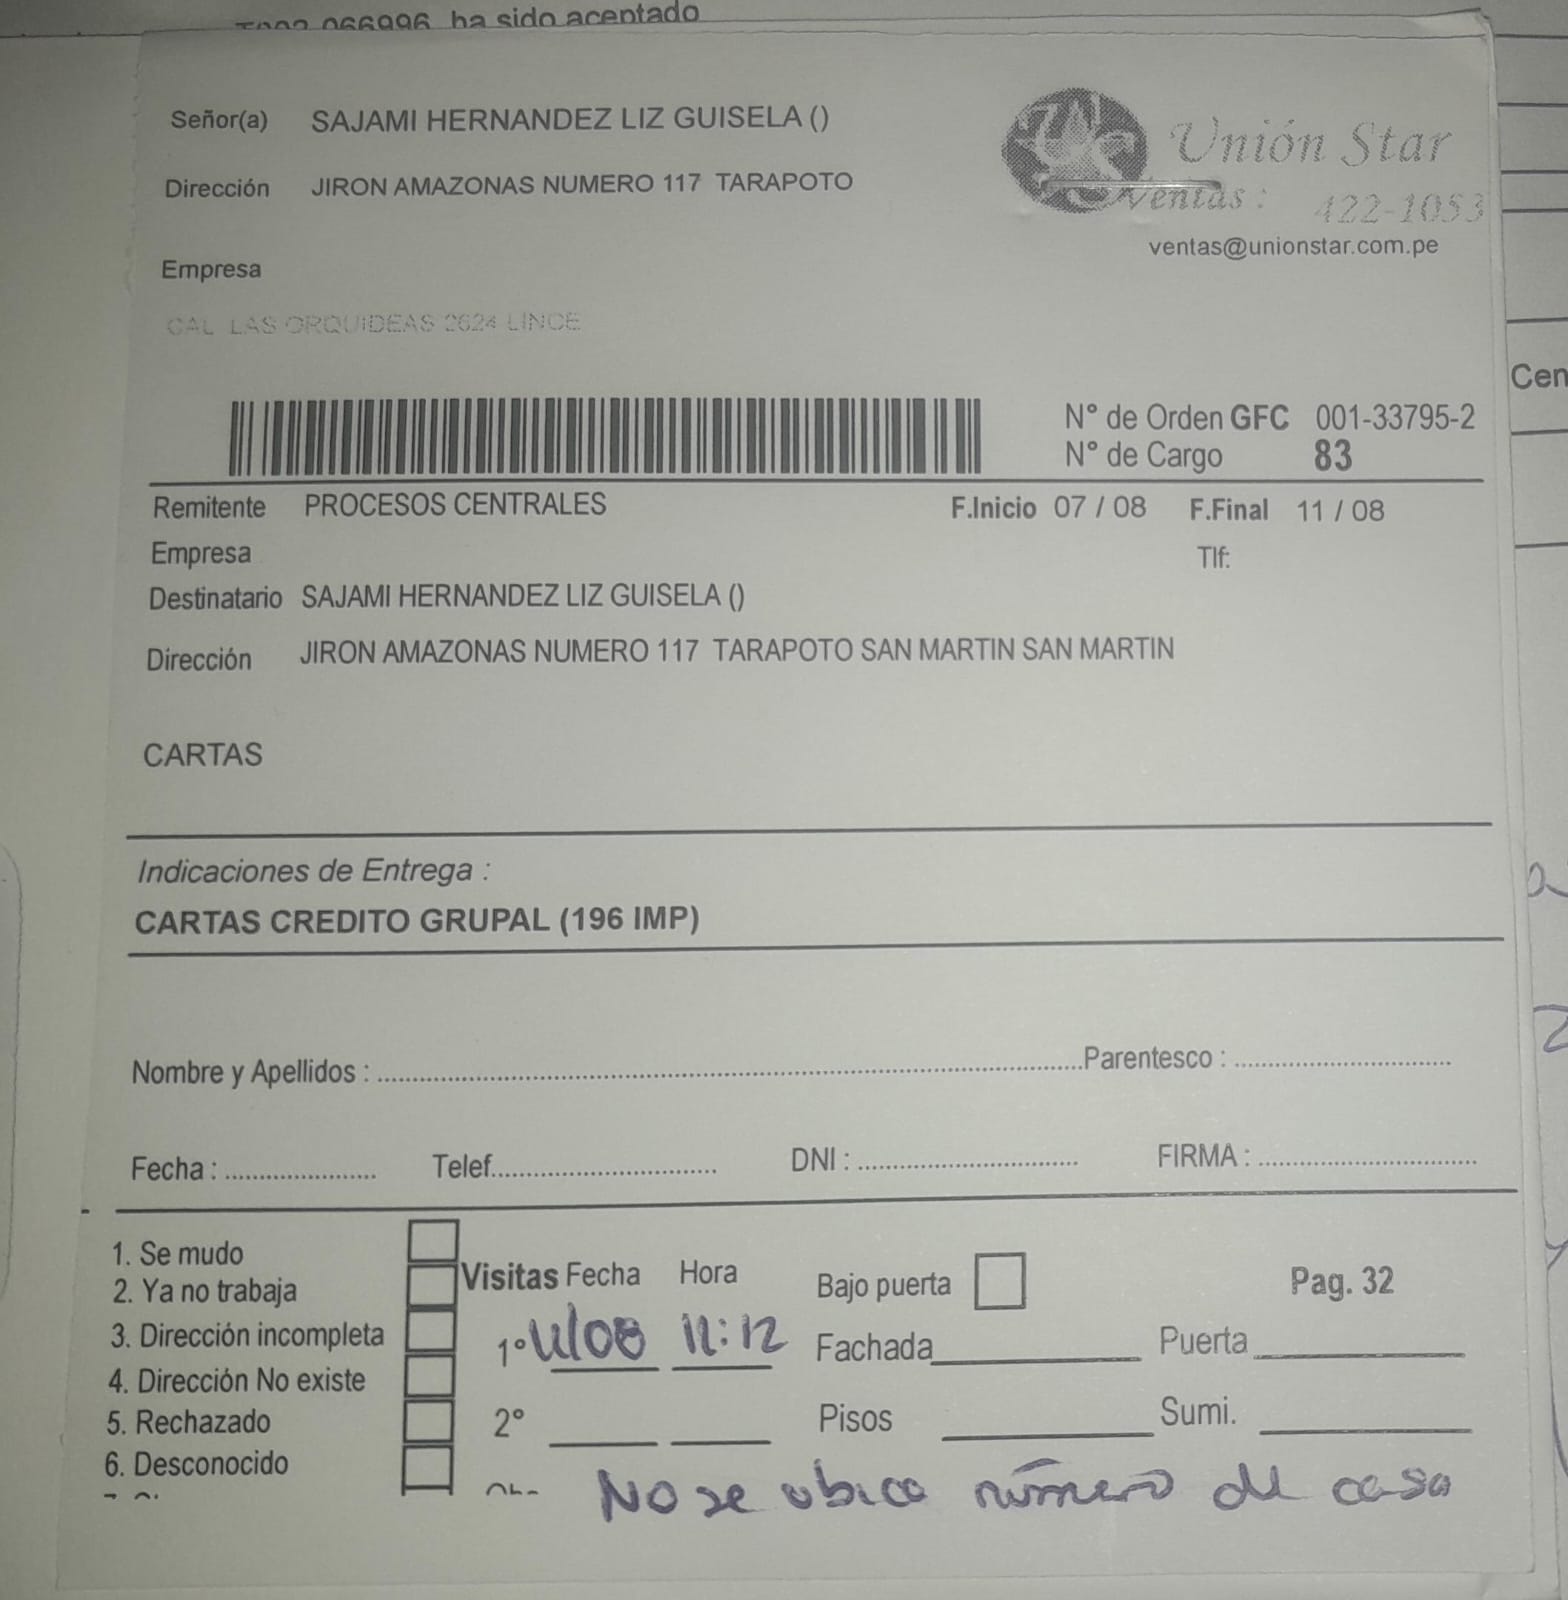 066996 ha sido aceptado
Señor(a) SAJAMI HERNANDEZ LIZ GUISELA ()
Dirección JIRON AMAZONAS NUMERO 117 TARAPOTO
Unión Star
Ventas : 422-1053
ventas@unionstar.com.pe
Empresa
CAL LAS ORQUIDEAS 2624 LINCE
Cen
N° de Orden GFC 001-33795-2
N° de Cargo 83
Remitente PROCESOS CENTRALES F.Inicio 07 / 08 F.Final 11 / 08
Empresa Tlf:
Destinatario SAJAMI HERNANDEZ LIZ GUISELA ()
Dirección JIRON AMAZONAS NUMERO 117 TARAPOTO SAN MARTIN SAN MARTIN
CARTAS
Indicaciones de Entrega :
CARTAS CREDITO GRUPAL (196 IMP)
Nombre y Apellidos : Parentesco :
Fecha : Telef. DNI : FIRMA :
1. Se mudo
2. Ya no trabaja
3. Dirección incompleta
4. Dirección No existe
5. Rechazado
6. Desconocido
Visitas Fecha Hora
1° 11/08 11:12
2°
Bajo puerta Pag. 32
Fachada Puerta
Pisos Sumi.
No se ubica número de casa